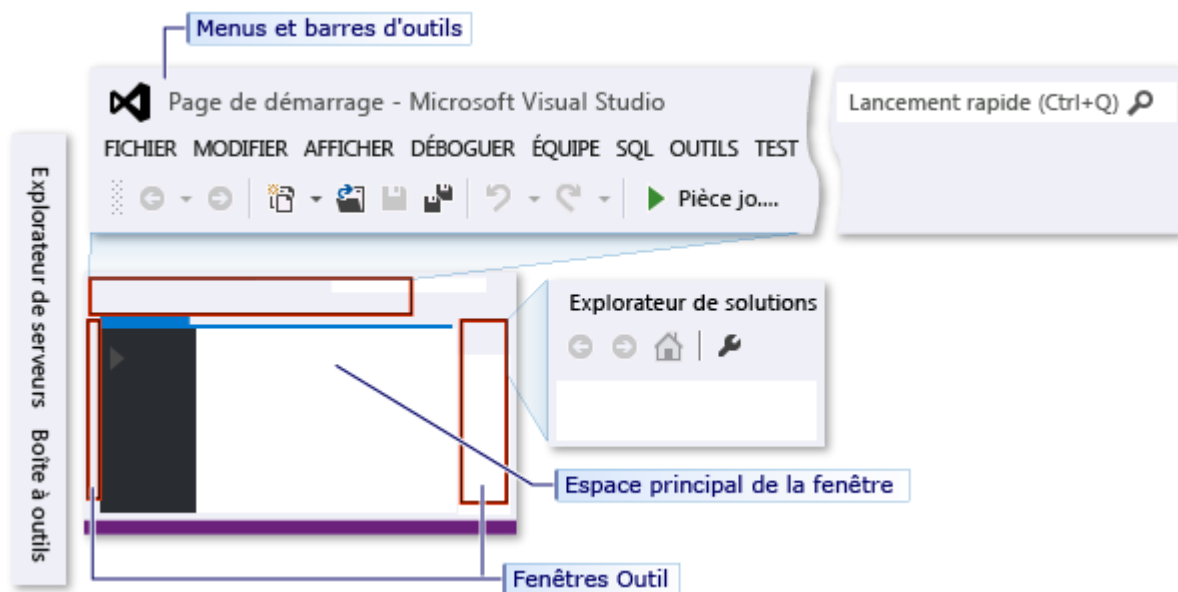 Menus et barres d'outils
Page de démarrage - Microsoft Visual Studio
Lancement rapide (Ctrl+Q)
FICHIER MODIFIER AFFICHER DÉBOGUER ÉQUIPE SQL OUTILS TEST
Pièce jo....
Explorateur de serveurs Boîte à outils
Explorateur de solutions
Espace principal de la fenêtre
Fenêtres Outil